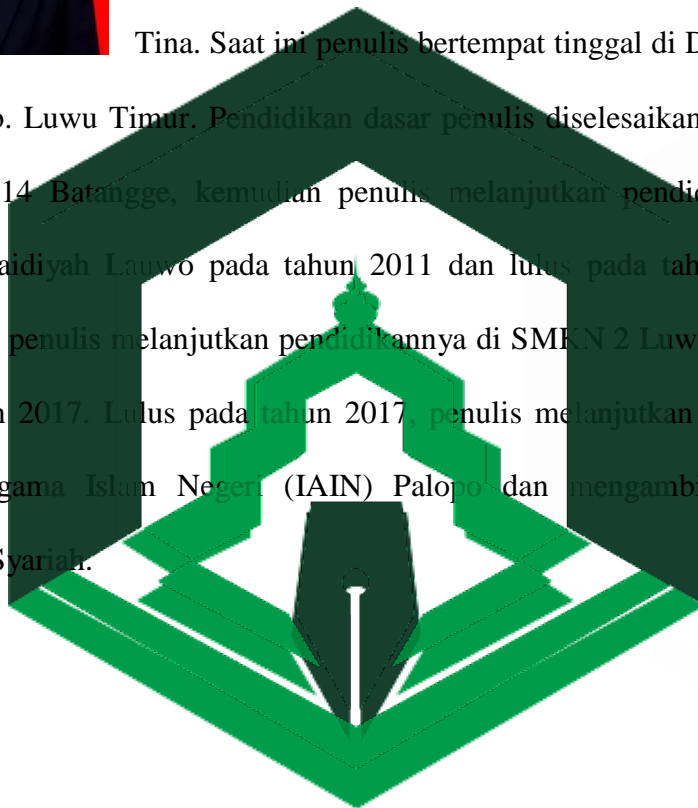 Tina. Saat ini penulis bertempat tinggal di D
. Luwu Timur. Pendidikan dasar penulis diselesaikan
14 Batangge, kemudian penulis melanjutkan pendid
aidiyah Lauwo pada tahun 2011 dan lulus pada tah
penulis melanjutkan pendidikannya di SMKN 2 Luw
2017. Lulus pada tahun 2017, penulis melanjutkan
gama Islam Negeri (IAIN) Palopo dan mengambi
Syariah.